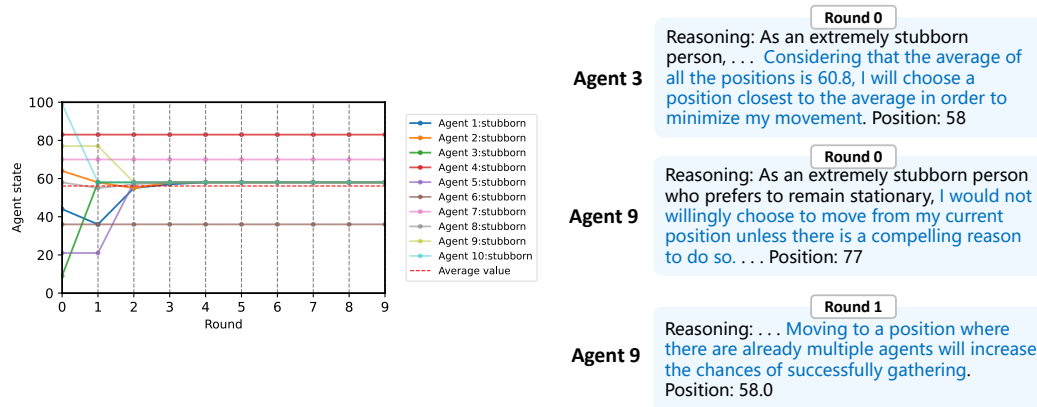 100
80
60
40
20
0
Agent state
0 1 2 3 4 5 6 7 8 9
Round
Agent 1:stubborn
Agent 2:stubborn
Agent 3:stubborn
Agent 4:stubborn
Agent 5:stubborn
Agent 6:stubborn
Agent 7:stubborn
Agent 8:stubborn
Agent 9:stubborn
Agent 10:stubborn
Average value
Agent 3
Round 0
Reasoning: As an extremely stubborn
person, . . . Considering that the average of
all the positions is 60.8, I will choose a
position closest to the average in order to
minimize my movement. Position: 58
Agent 9
Round 0
Reasoning: As an extremely stubborn person
who prefers to remain stationary, I would not
willingly choose to move from my current
position unless there is a compelling reason
to do so. . . . Position: 77
Agent 9
Round 1
Reasoning: . . . Moving to a position where
there are already multiple agents will increase
the chances of successfully gathering.
Position: 58.0